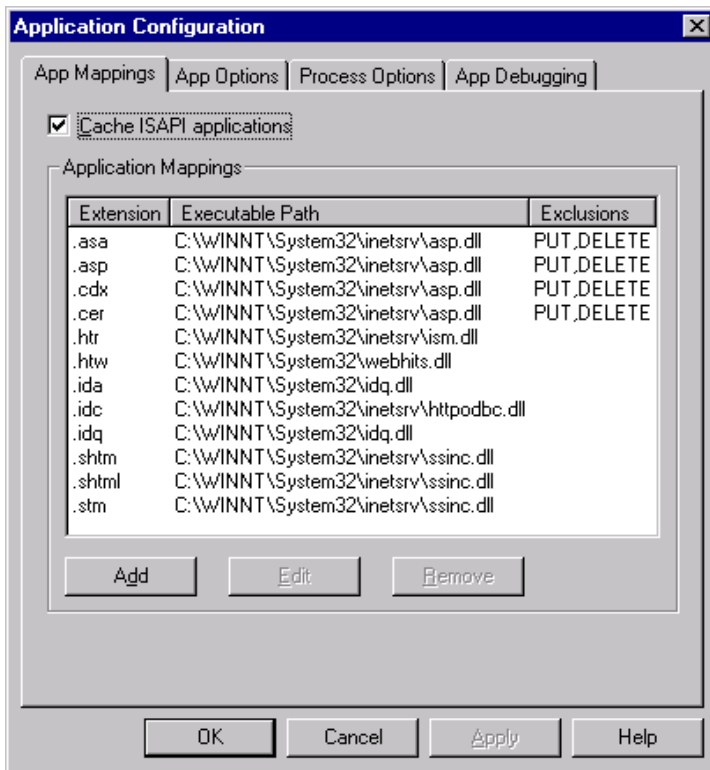 Application Configuration
App Mappings App Options Process Options App Debugging
Cache ISAPI applications
Application Mappings
Extension Executable Path Exclusions
.asa C:\WINNT\System32\inetsrv\asp.dll PUT,DELETE
.asp C:\WINNT\System32\inetsrv\asp.dll PUT,DELETE
.cdx C:\WINNT\System32\inetsrv\asp.dll PUT,DELETE
.cer C:\WINNT\System32\inetsrv\asp.dll PUT,DELETE
.htr C:\WINNT\System32\inetsrv\ism.dll
.htw C:\WINNT\System32\webhits.dll
.ida C:\WINNT\System32\idq.dll
.idc C:\WINNT\System32\inetsrv\httpodbc.dll
.idq C:\WINNT\System32\idq.dll
.shtm C:\WINNT\System32\inetsrv\ssinc.dll
.shtml C:\WINNT\System32\inetsrv\ssinc.dll
.stm C:\WINNT\System32\inetsrv\ssinc.dll
Add Edit Remove
OK Cancel Apply Help